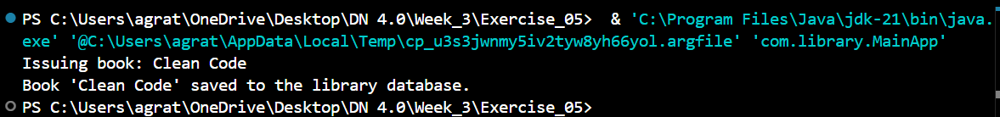 PS C:\Users\agrat\OneDrive\Desktop\DN 4.0\Week_3\Exercise_05>  & 'C:\Program Files\Java\jdk-21\bin\java.
exe' '@C:\Users\agrat\AppData\Local\Temp\cp_u3s3jwnmy5iv2tyw8yh66yol.argfile' 'com.library.MainApp'
Issuing book: Clean Code
Book 'Clean Code' saved to the library database.
PS C:\Users\agrat\OneDrive\Desktop\DN 4.0\Week_3\Exercise_05>